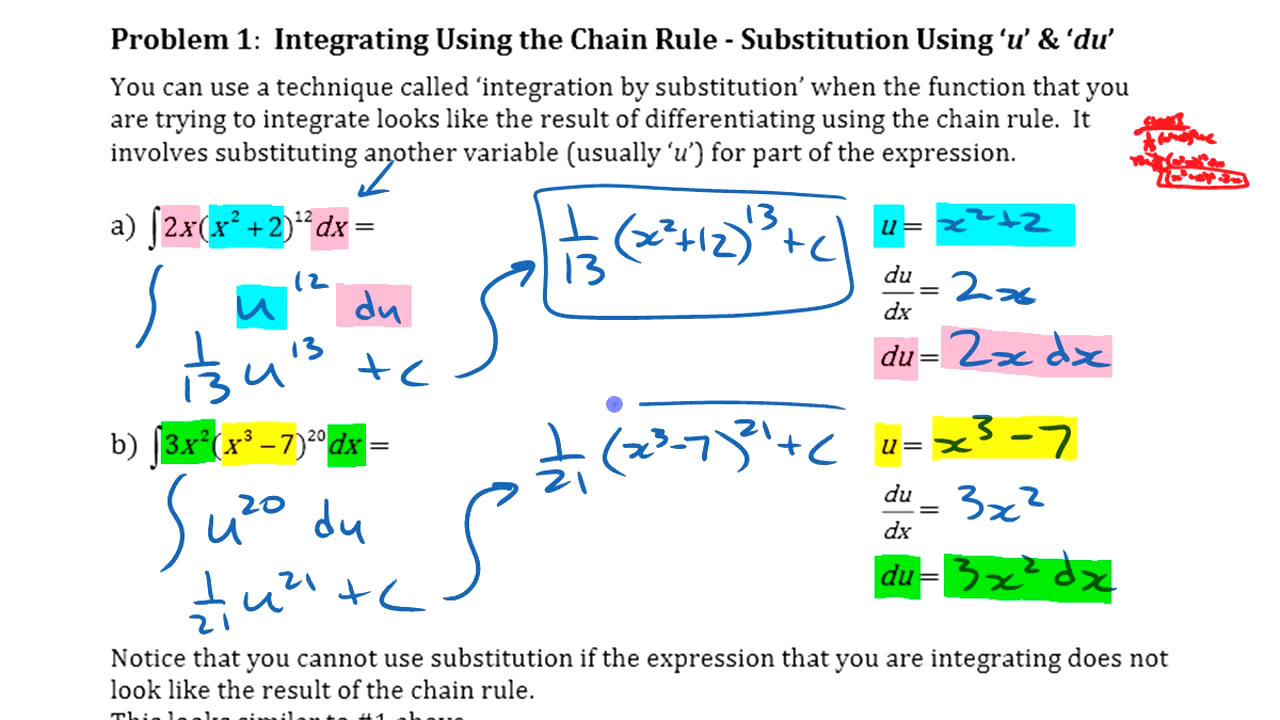 Problem 1:  Integrating Using the Chain Rule - Substitution Using ‘u’ & ‘du’
You can use a technique called ‘integration by substitution’ when the function that you
are trying to integrate looks like the result of differentiating using the chain rule.  It
involves substituting another variable (usually ‘u’) for part of the expression.
a) ∫2x(x² + 2)¹² dx =
∫ u¹² du
1/13 u¹³ + c
1/13 (x²+12)¹³ + c
u = x²+2
du/dx = 2x
du = 2x dx
b) ∫3x²(x³ − 7)²⁰ dx =
∫ u²⁰ du
1/21 u²¹ + c
1/21 (x³-7)²¹ + c
u = x³ - 7
du/dx = 3x²
du = 3x² dx
Notice that you cannot use substitution if the expression that you are integrating does not
look like the result of the chain rule.
This looks similar to #1 above